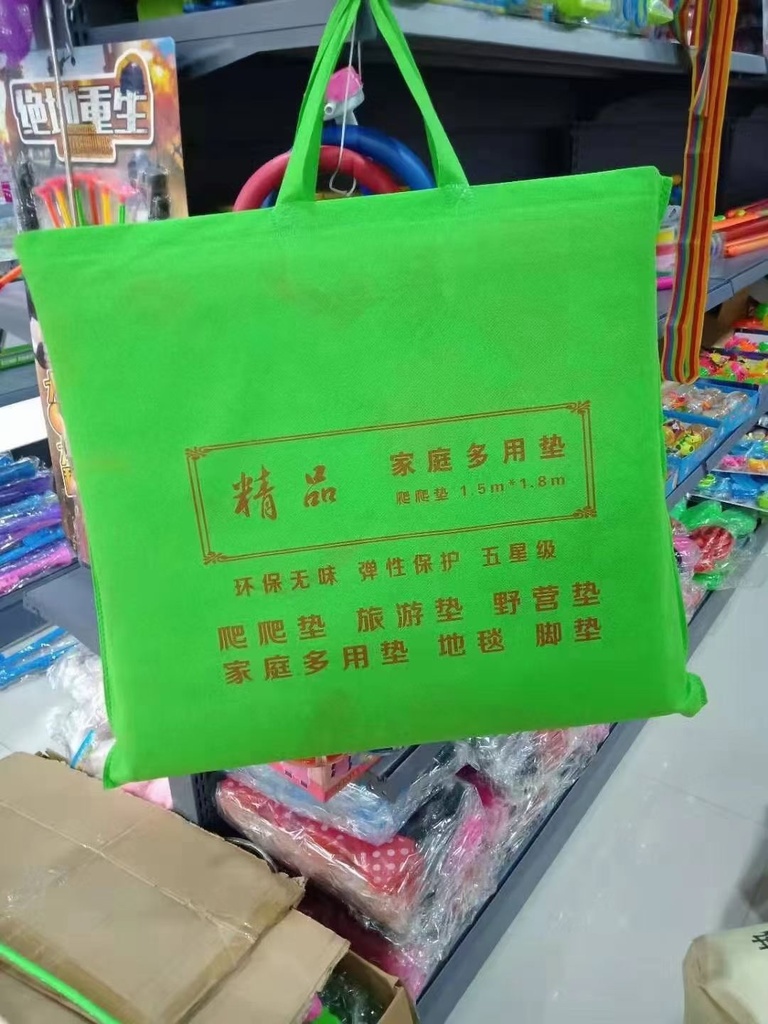 绝地重生
精品 家庭多用垫
爬爬垫 1.5m*1.8m
环保无味 弹性保护 五星级
爬爬垫 旅游垫 野营垫
家庭多用垫 地毯 脚垫